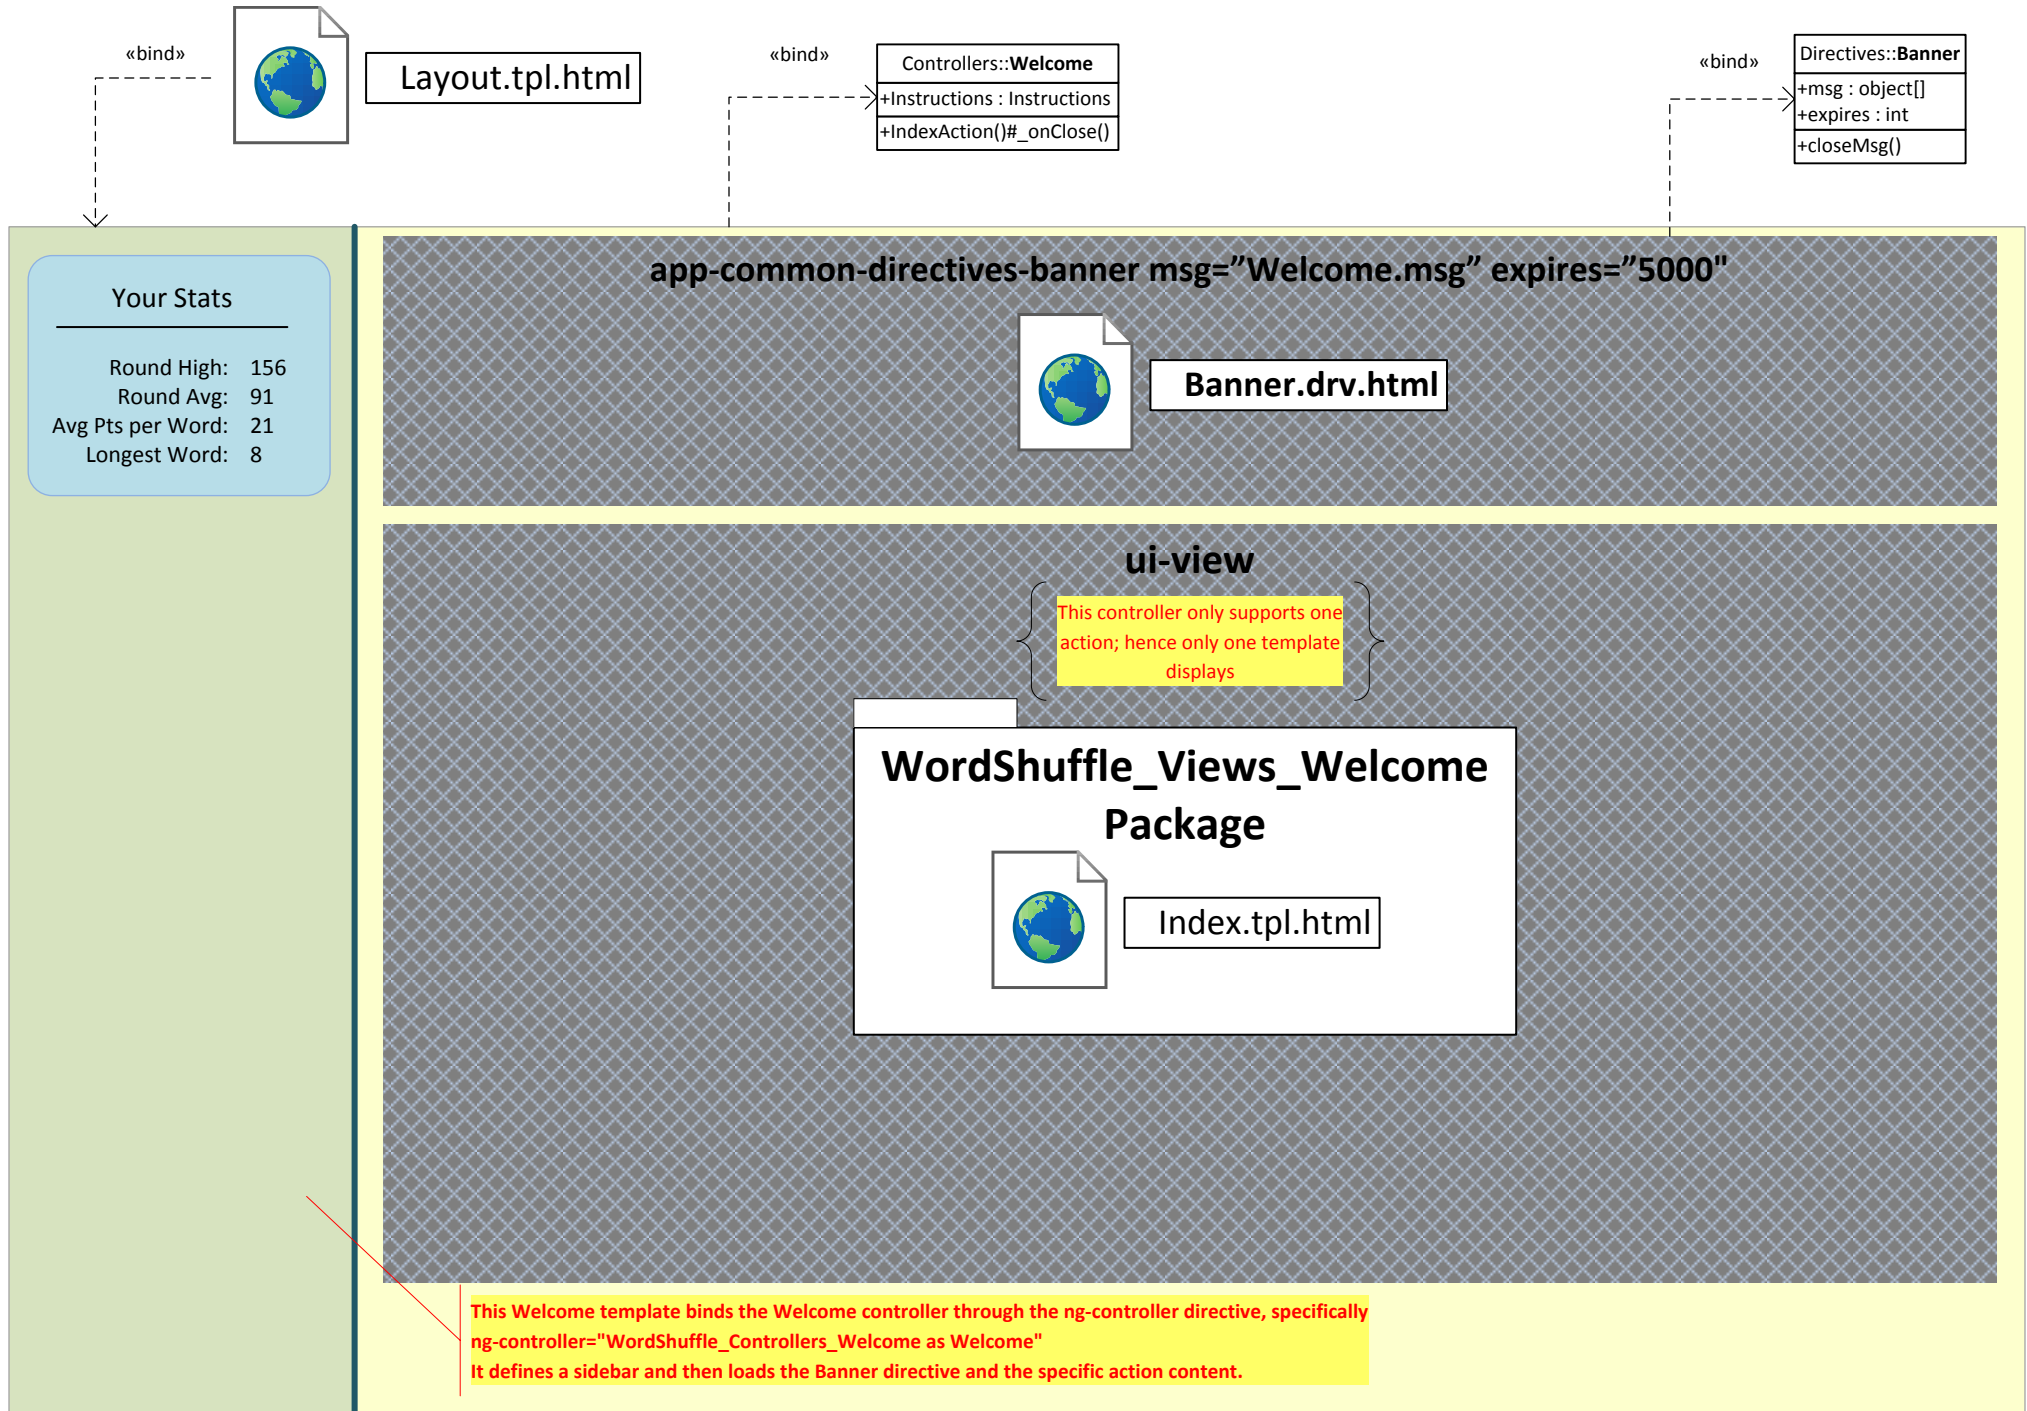 «bind»
Layout.tpl.html
«bind»
Controllers::Welcome
+Instructions : Instructions
+IndexAction()#_onClose()
«bind»
Directives::Banner
+msg : object[]
+expires : int
+closeMsg()
Your Stats
Round High: 156
Round Avg: 91
Avg Pts per Word: 21
Longest Word: 8
app-common-directives-banner msg=”Welcome.msg” expires=”5000"
Banner.drv.html
ui-view
This controller only supports one
action; hence only one template
displays
WordShuffle_Views_Welcome
Package
Index.tpl.html
This Welcome template binds the Welcome controller through the ng-controller directive, specifically
ng-controller="WordShuffle_Controllers_Welcome as Welcome"
It defines a sidebar and then loads the Banner directive and the specific action content.